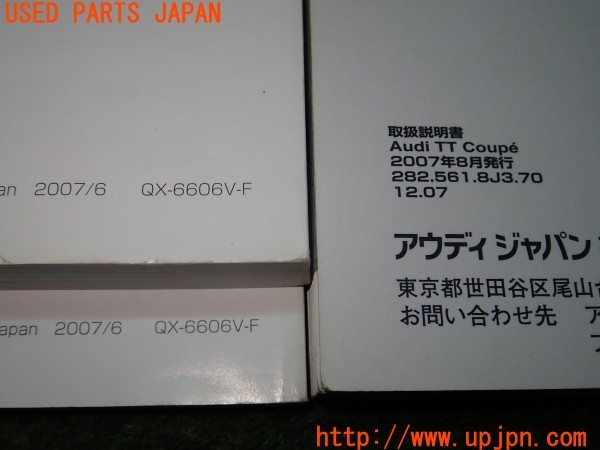 USED PARTS JAPAN
pan 2007/6 QX-6606V-F
apan 2007/6 QX-6606V-F
取扱説明書
Audi TT Coupé
2007年8月発行
282.561.8J3.70
12.07
アウディ ジャパン
東京都世田谷区尾山
お問い合わせ先 ア
http://www.upjpn.com